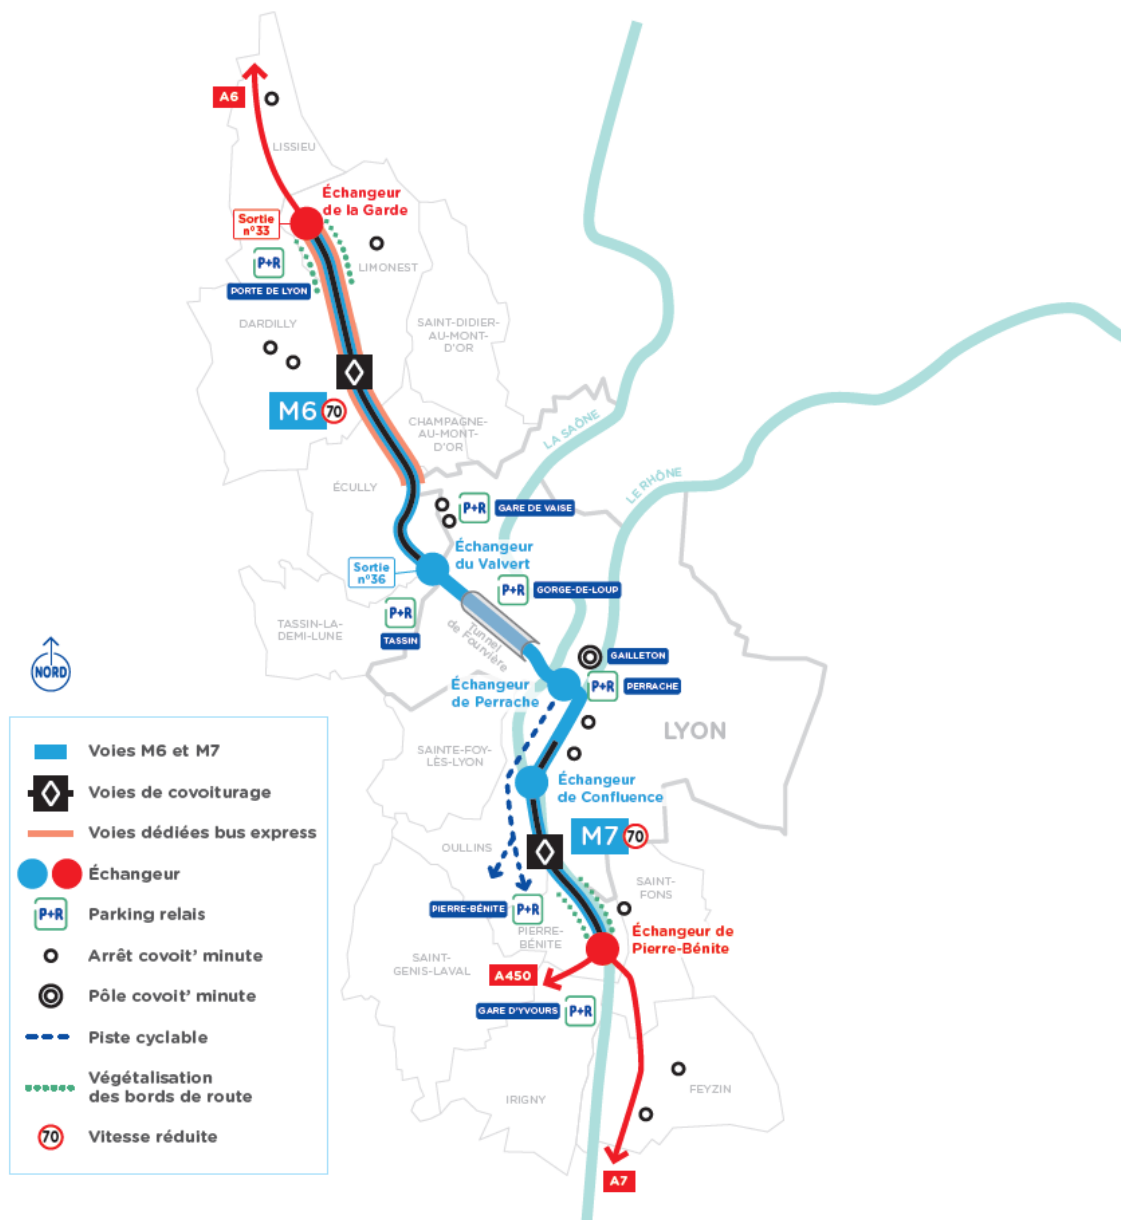 A6
LISSIEU
Échangeur
de la Garde
Sortie
n°33
P+R
LIMONEST
PORTE DE LYON
DARDILLY
SAINT-DIDIER-
AU-MONT-
D'OR
M6
70
CHAMPAGNE-
AU-MONT-
D'OR
LA SAÔNE
LE RHÔNE
ÉCULLY
P+R
GARE DE VAISE
Échangeur
du Valvert
Sortie
n°36
P+R
GORGE-DE-LOUP
P+R
TASSIN
TASSIN-LA-
DEMI-LUNE
Tunnel
de Fourvière
NORD
GAILLETON
Échangeur
de Perrache
P+R
PERRACHE
LYON
SAINTE-FOY-
LÈS-LYON
Échangeur
de Confluence
M7
70
OULLINS
SAINT-
FONS
PIERRE-BÉNITE
P+R
PIERRE-
BÉNITE
Échangeur de
Pierre-Bénite
SAINT-
GENIS-LAVAL
A450
GARE D'YVOURS
P+R
FEYZIN
IRIGNY
A7
Voies M6 et M7
Voies de covoiturage
Voies dédiées bus express
Échangeur
P+R
Parking relais
Arrêt covoit' minute
Pôle covoit' minute
Piste cyclable
Végétalisation
des bords de route
70
Vitesse réduite